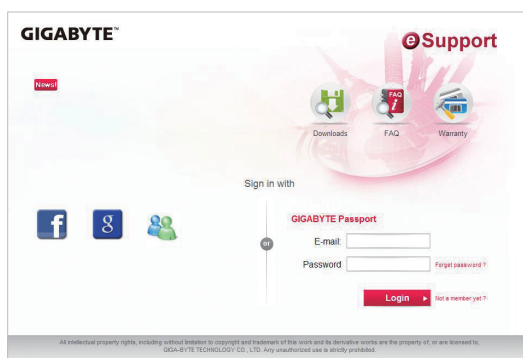 GIGABYTE™
eSupport
News!
FAQ
i
Downloads
FAQ
Warranty
Sign in with
f
g
or
GIGABYTE Passport
E-mail:
Password
Forget password ?
Login
Not a member yet ?
All intellectual property rights, including without limitation to copyright and trademark of this work and its derivative works are the property of, or are licensed to,
GIGA-BYTE TECHNOLOGY CO., LTD. Any unauthorized use is strictly prohibited.